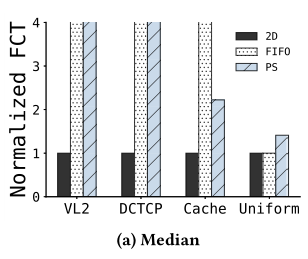 Normalized FCT
4
3
2
1
0
2D
FIFO
PS
VL2 DCTCP Cache Uniform
(a) Median